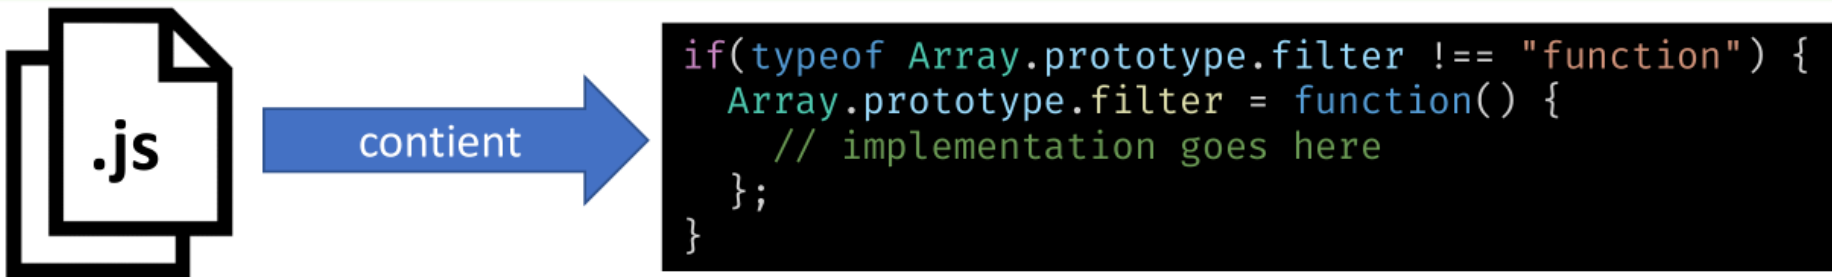 .js
contient
if(typeof Array.prototype.filter !== "function") {
  Array.prototype.filter = function() {
    // implementation goes here
  };
}